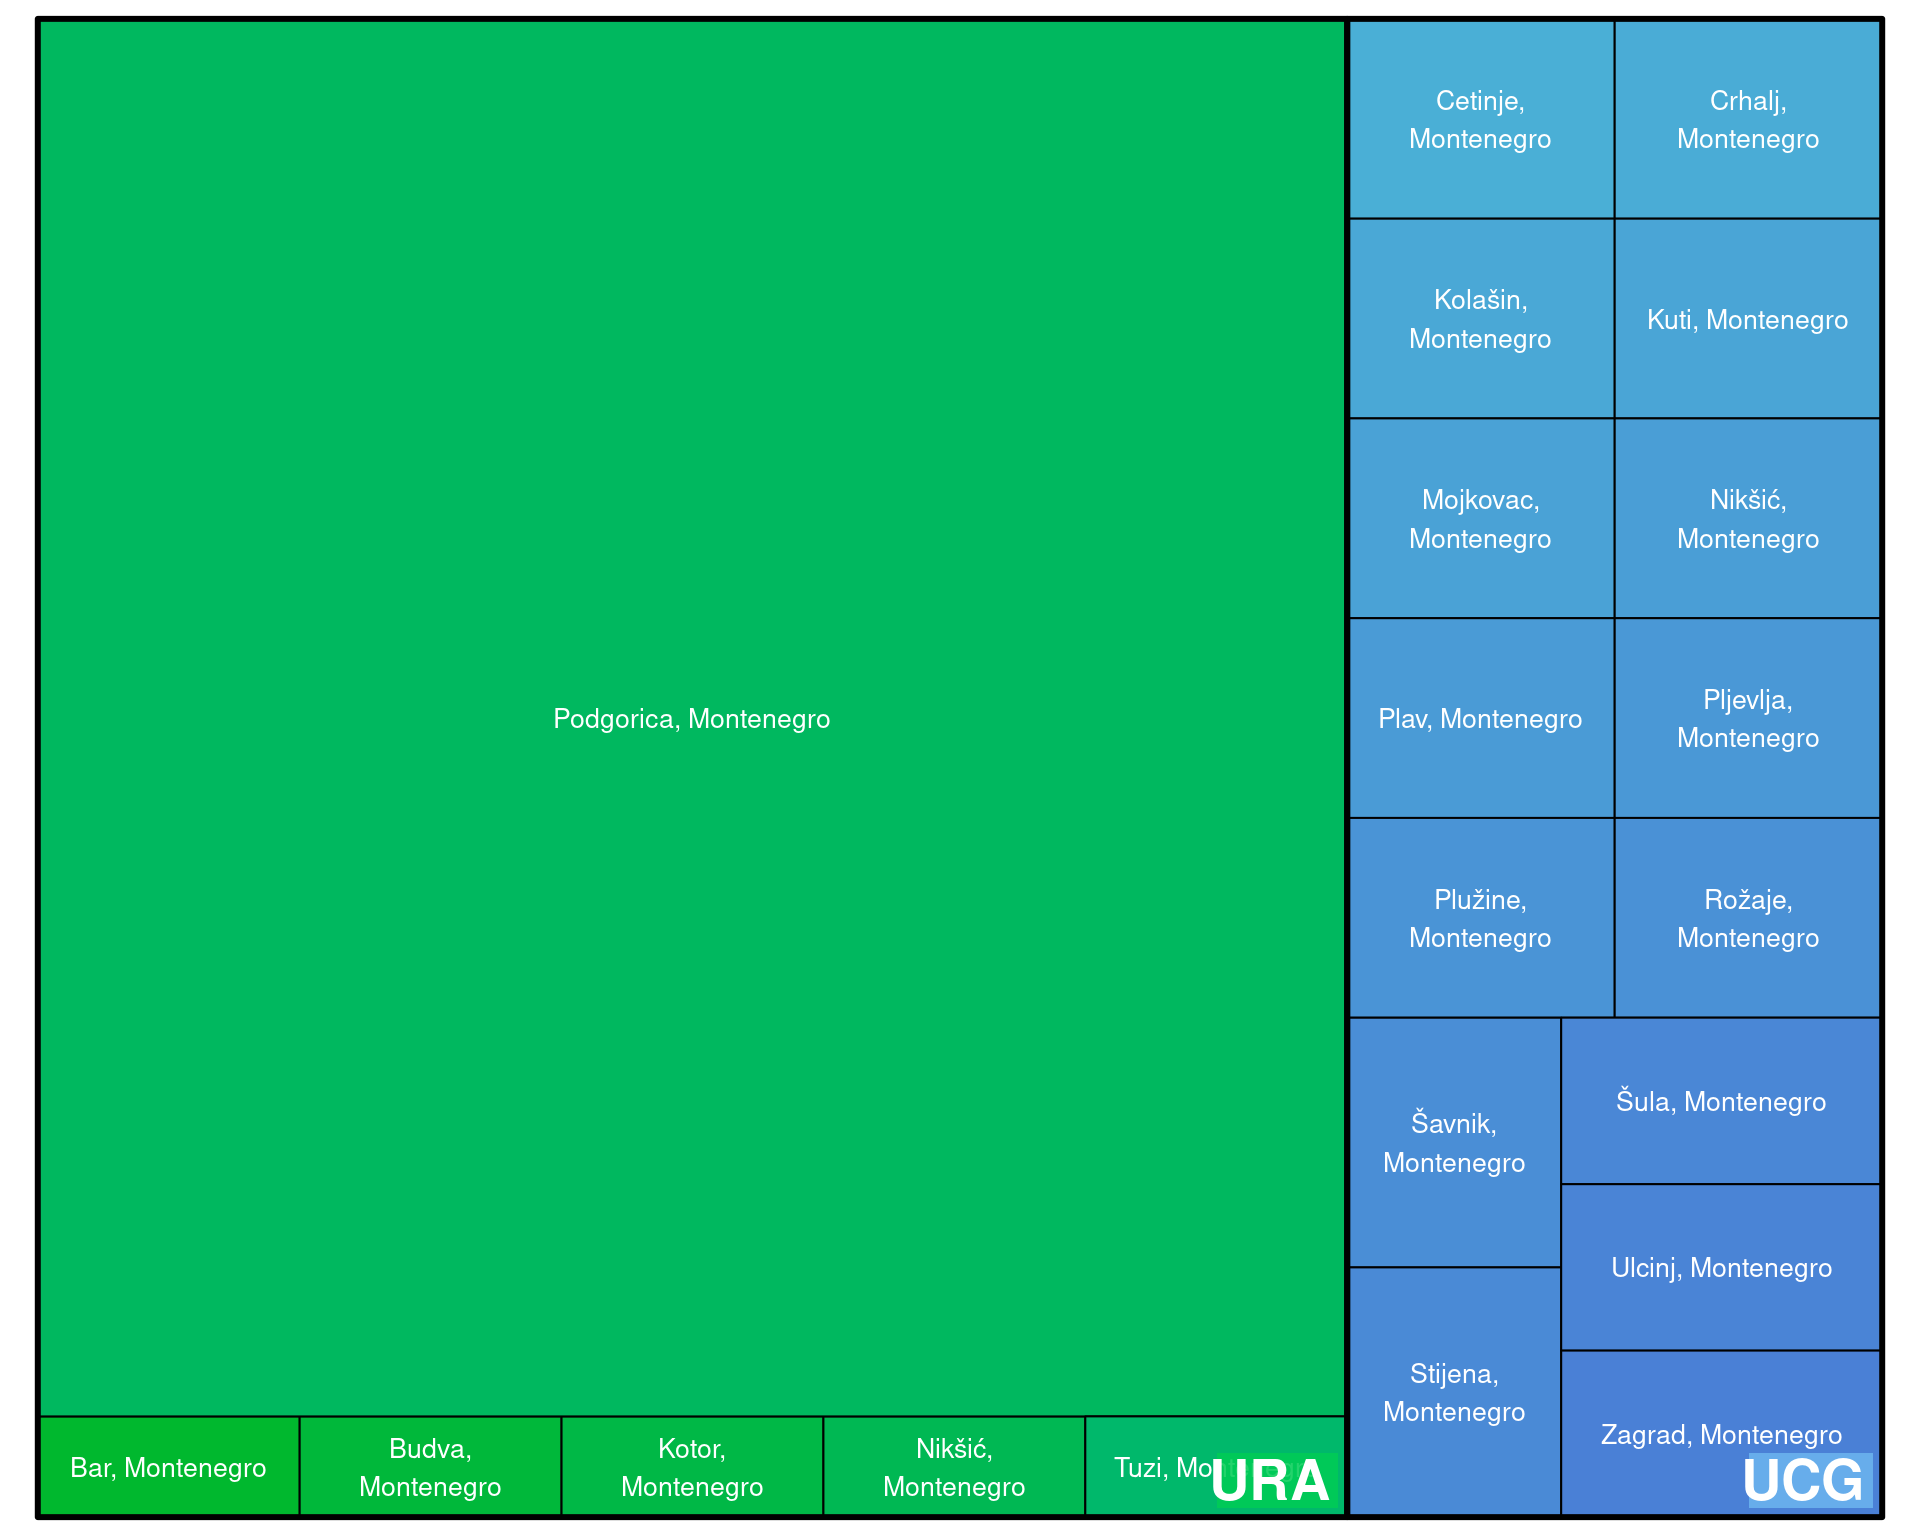 Podgorica, Montenegro
Bar, Montenegro
Budva,
Montenegro
Kotor,
Montenegro
Nikšić,
Montenegro
Tuzi, Montenegro
URA
Cetinje,
Montenegro
Crhalj,
Montenegro
Kolašin,
Montenegro
Kuti, Montenegro
Mojkovac,
Montenegro
Nikšić,
Montenegro
Plav, Montenegro
Pljevlja,
Montenegro
Plužine,
Montenegro
Rožaje,
Montenegro
Šavnik,
Montenegro
Šula, Montenegro
Ulcinj, Montenegro
Stijena,
Montenegro
Zagrad, Montenegro
UCG